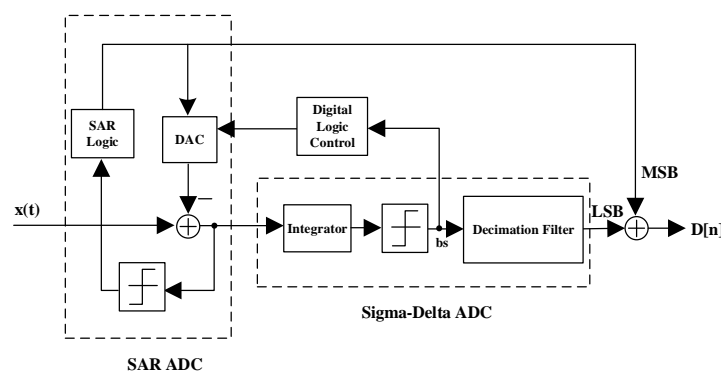 SAR
Logic
DAC
Digital
Logic
Control
MSB
x(t)
Integrator
bs
Decimation Filter
LSB
D[n]
Sigma-Delta ADC
SAR ADC